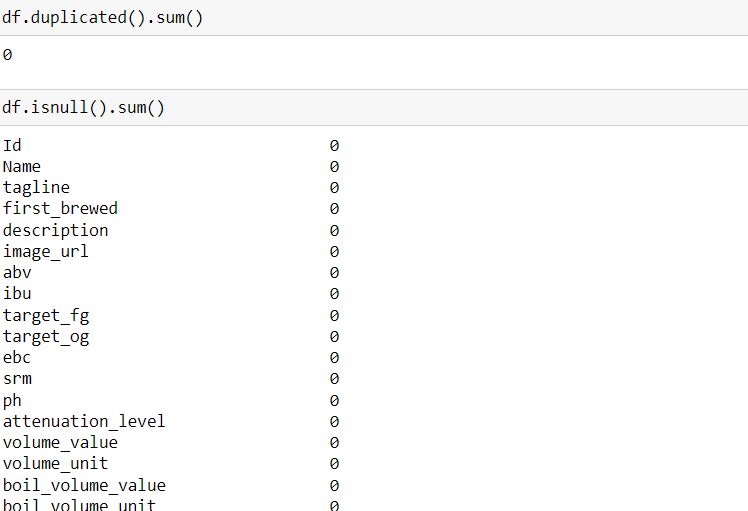 df.duplicated().sum()
0
df.isnull().sum()
Id 0
Name 0
tagline 0
first_brewed 0
description 0
image_url 0
abv 0
ibu 0
target_fg 0
target_og 0
ebc 0
srm 0
ph 0
attenuation_level 0
volume_value 0
volume_unit 0
boil_volume_value 0
boil_volume_unit 0